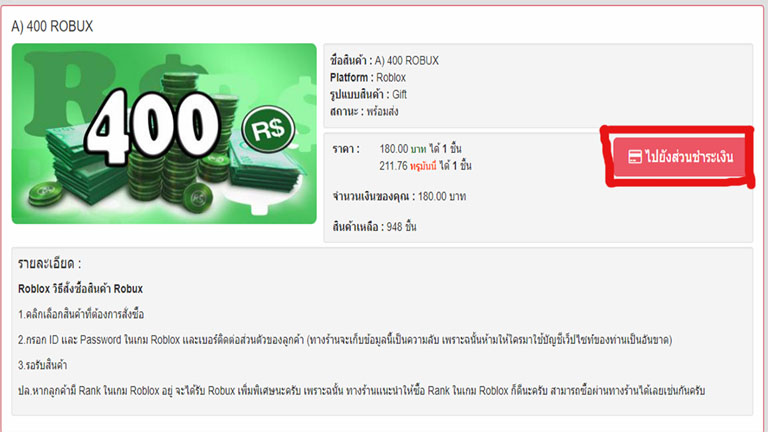 A) 400 ROBUX
400
R$
ชื่อสินค้า : A) 400 ROBUX
Platform : Roblox
รูปแบบสินค้า : Gift
สถานะ : พร้อมส่ง
ราคา : 180.00 บาท ได้ 1 ชิ้น
211.76 ทรูมันนี่ ได้ 1 ชิ้น
ไปยังส่วนชำระเงิน
จำนวนเงินของคุณ : 180.00 บาท
สินค้าเหลือ : 948 ชิ้น
รายละเอียด :
Roblox วิธีสั่งซื้อสินค้า Robux
1.คลิกเลือกสินค้าที่ต้องการสั่งซื้อ
2.กรอก ID และ Password ในเกม Roblox และเบอร์ติดต่อส่วนตัวของลูกค้า (ทางร้านจะเก็บข้อมูลนี้เป็นความลับ เพราะฉนั้นห้ามให้ใครมาใช้บัญชีเว็ปไซท์ของท่านเป็นอันขาด)
3.รอรับสินค้า
ปล.หากลูกค้ามี Rank ในเกม Roblox อยู่ จะได้รับ Robux เพิ่มพิเศษนะครับ เพราะฉนั้น ทางร้านแนะนำให้ซื้อ Rank ในเกม Roblox ก็ดีนะครับ สามารถซื้อผ่านทางร้านได้เลยเช่นกันครับ